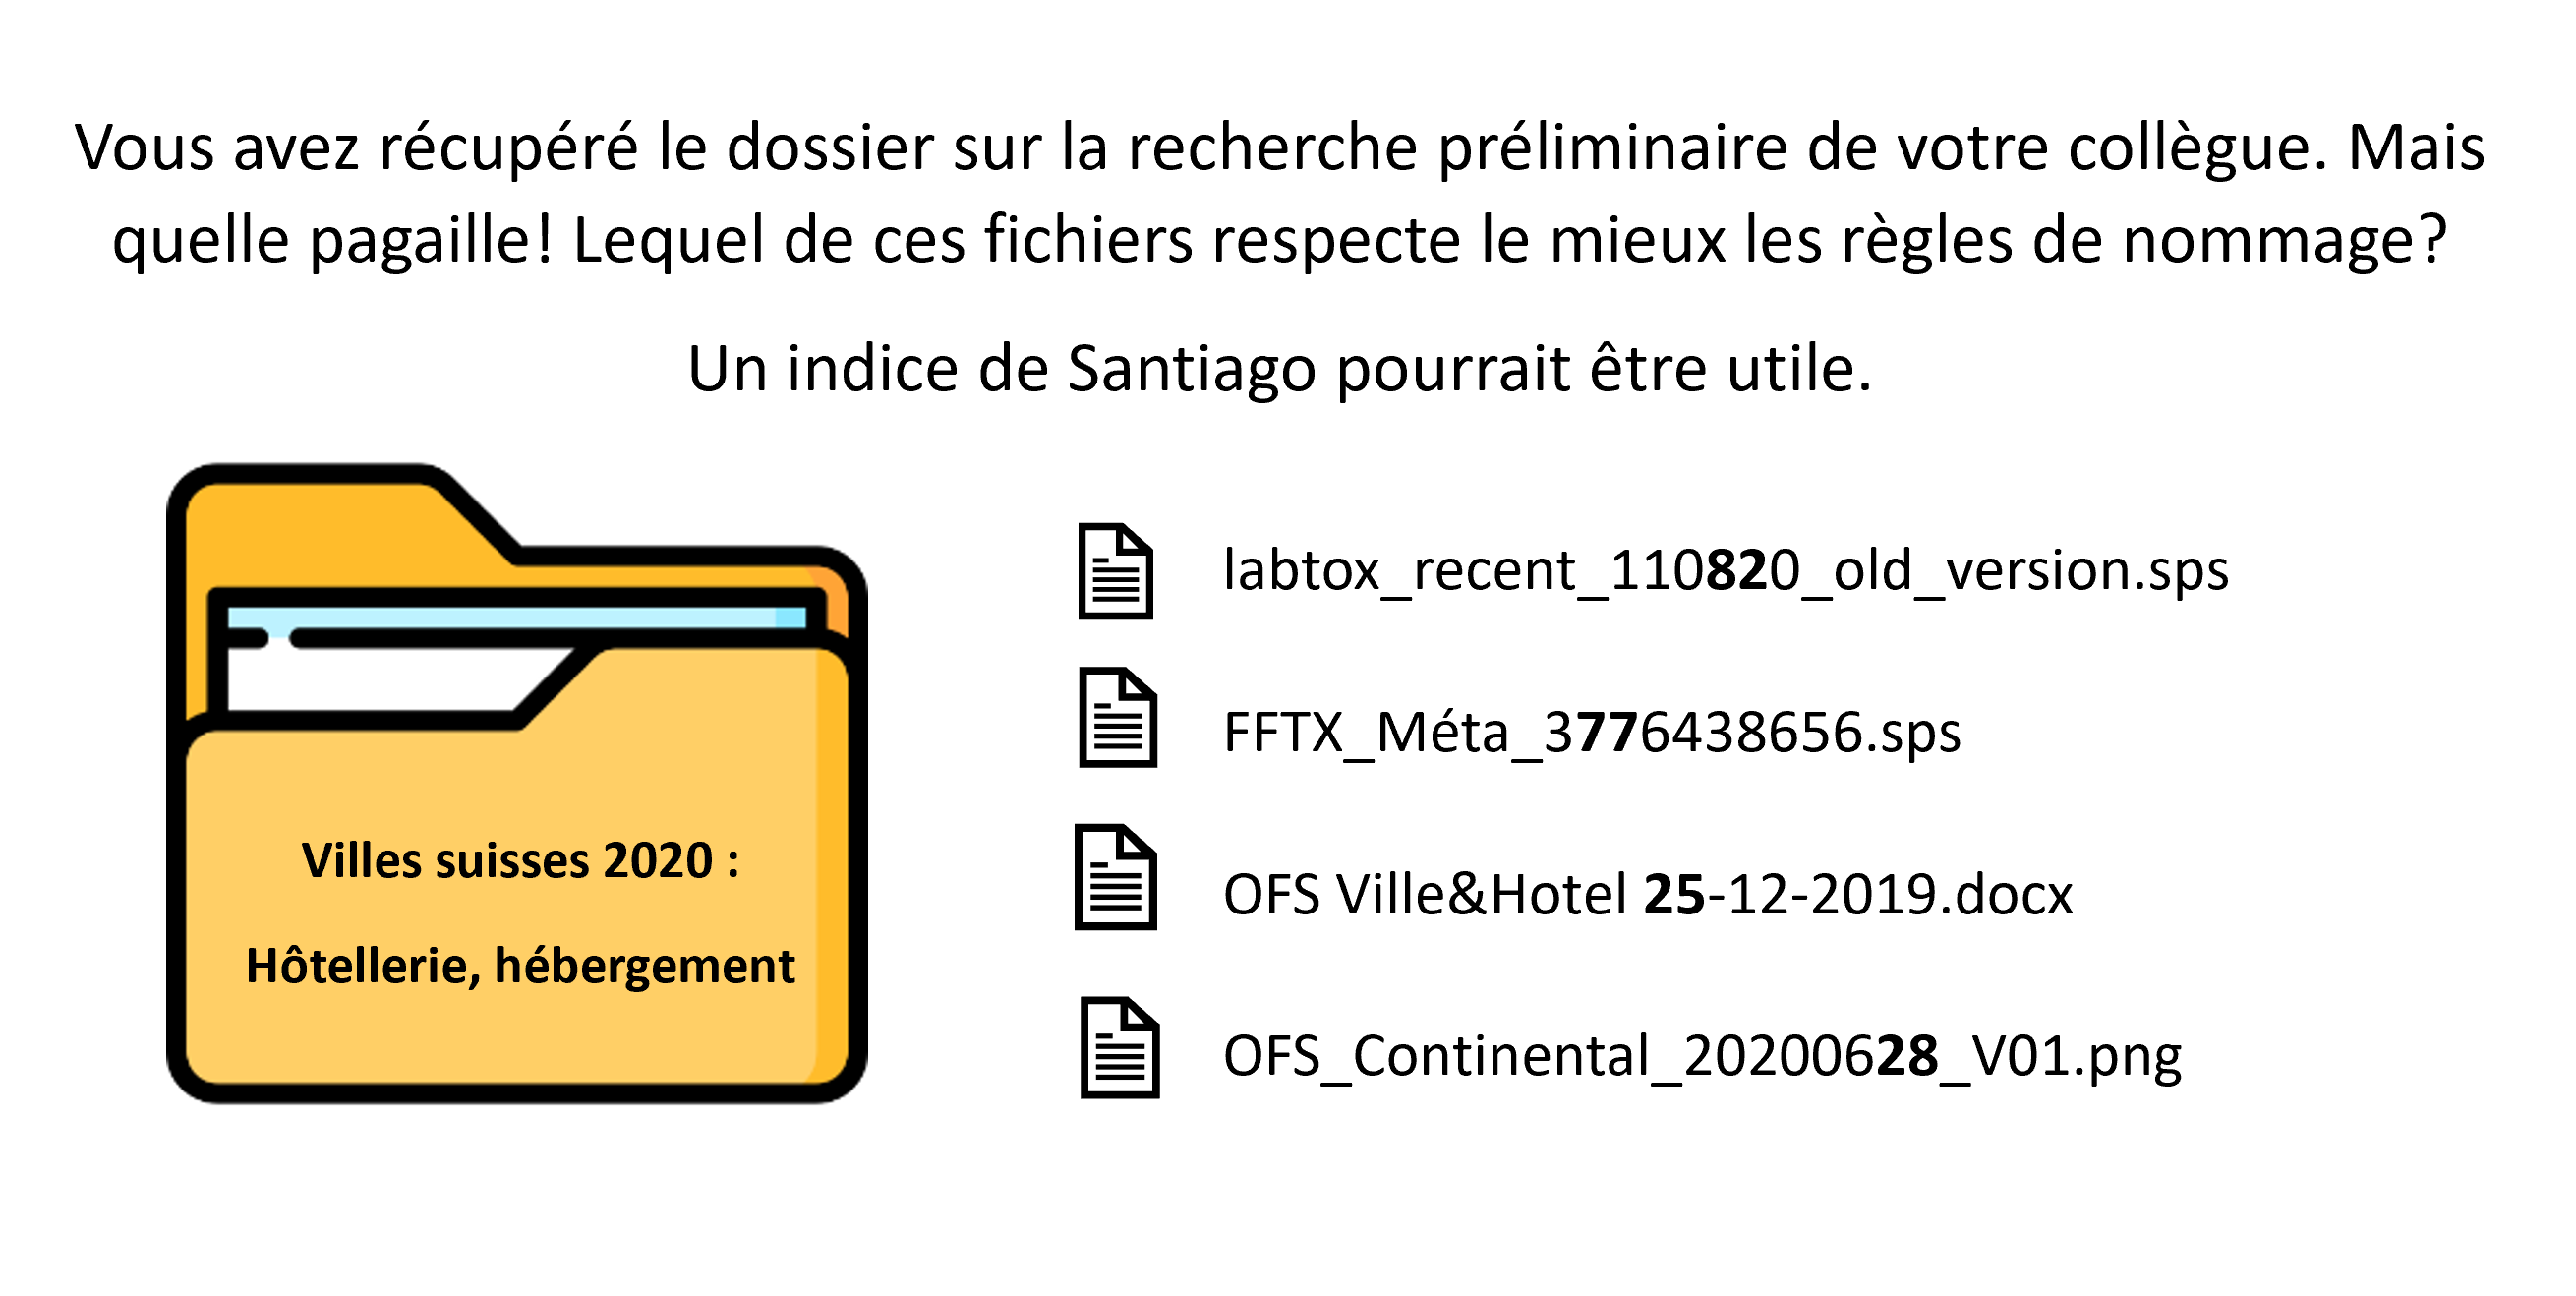 Vous avez récupéré le dossier sur la recherche préliminaire de votre collègue. Mais
quelle pagaille! Lequel de ces fichiers respecte le mieux les règles de nommage?
Un indice de Santiago pourrait être utile.
Villes suisses 2020 :
Hôtellerie, hébergement
labtox_recent_110820_old_version.sps
FFTX_Méta_3776438656.sps
OFS Ville&Hotel 25-12-2019.docx
OFS_Continental_20200628_V01.png